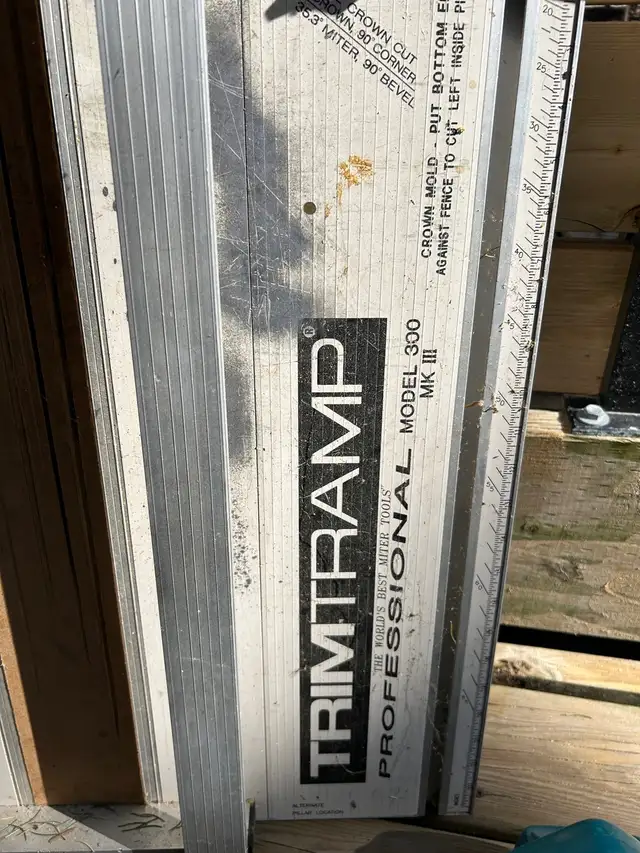 CROWN CUT
CROWN, 90° CORNER
35.3° MITER, 90° BEVEL
CROWN MOLD - PUT BOTTOM
AGAINST FENCE TO CUT LEFT INSIDE
TRIMTRAMP®
"THE WORLD'S BEST MITER TOOLS"
PROFESSIONAL MODEL 300
MK III
ALTERNATE
PILLAR LOCATION
20
25
30
35
40